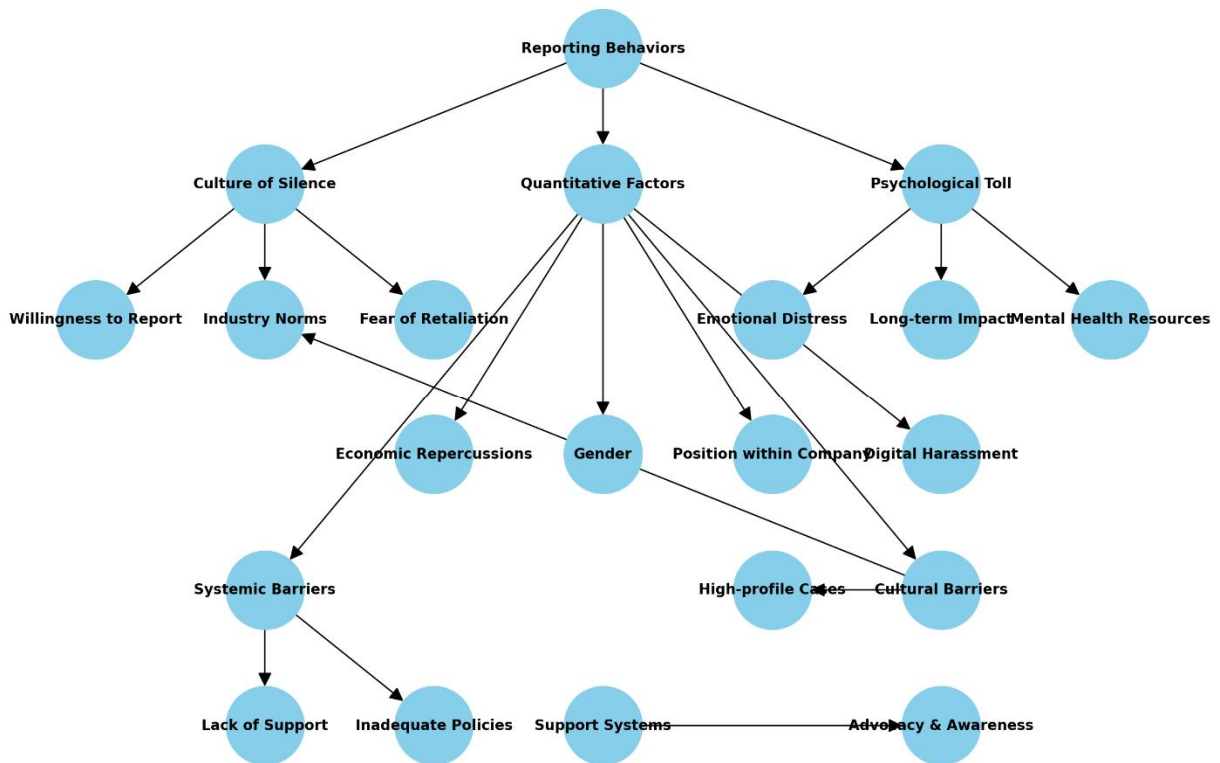 Reporting Behaviors
Culture of Silence
Quantitative Factors
Psychological Toll
Willingness to Report
Industry Norms
Fear of Retaliation
Emotional Distress
Long-term Impact
Mental Health Resources
Economic Repercussions
Gender
Position within Company
Digital Harassment
Systemic Barriers
High-profile Cases
Cultural Barriers
Lack of Support
Inadequate Policies
Support Systems
Advocacy & Awareness